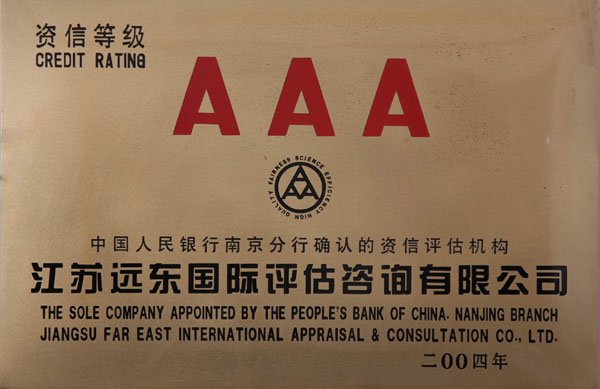 资信等级
CREDIT RATING
AAA
FAIRNESS SCIENCE EFFICIENCY HIGH QUALITY
AAA
中国人民银行南京分行确认的资信评估机构
江苏远东国际评估咨询有限公司
THE SOLE COMPANY APPOINTED BY THE PEOPLE'S BANK OF CHINA. NANJING BRANCH
JIANGSU FAR EAST INTERNATIONAL APPRAISAL & CONSULTATION CO., LTD.
二00四年